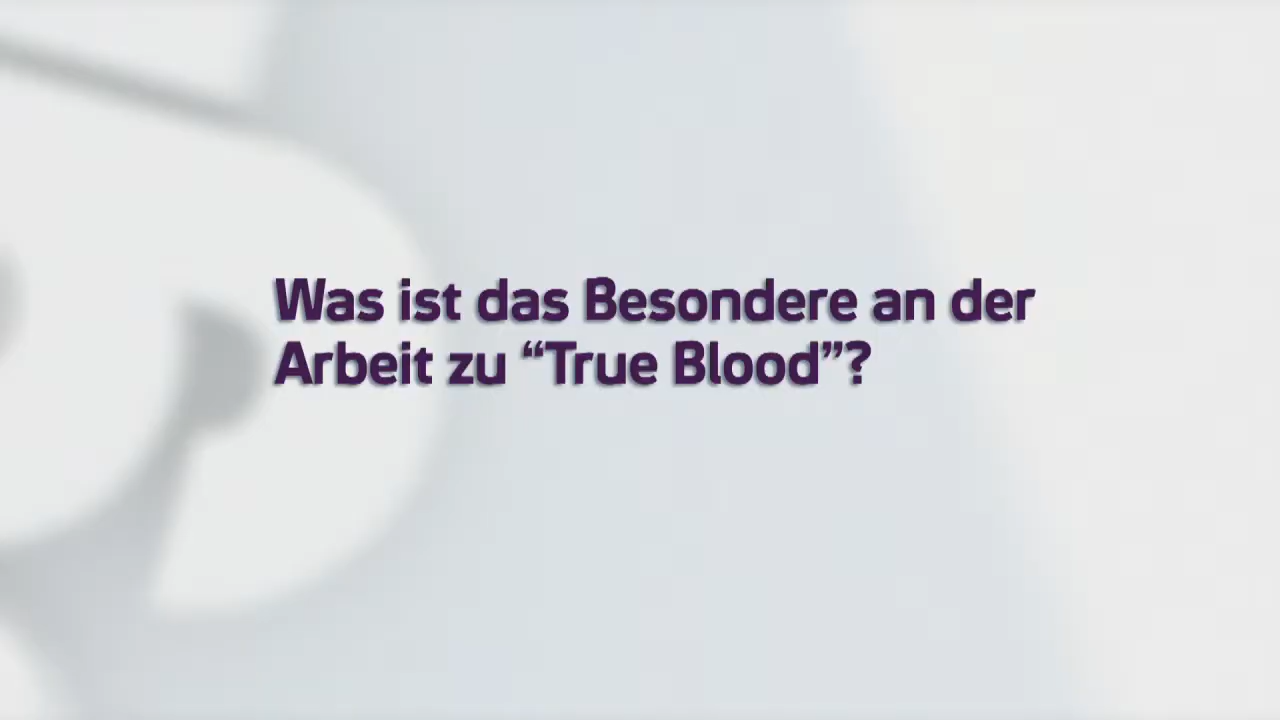 Was ist das Besondere an der
Arbeit zu “True Blood”?